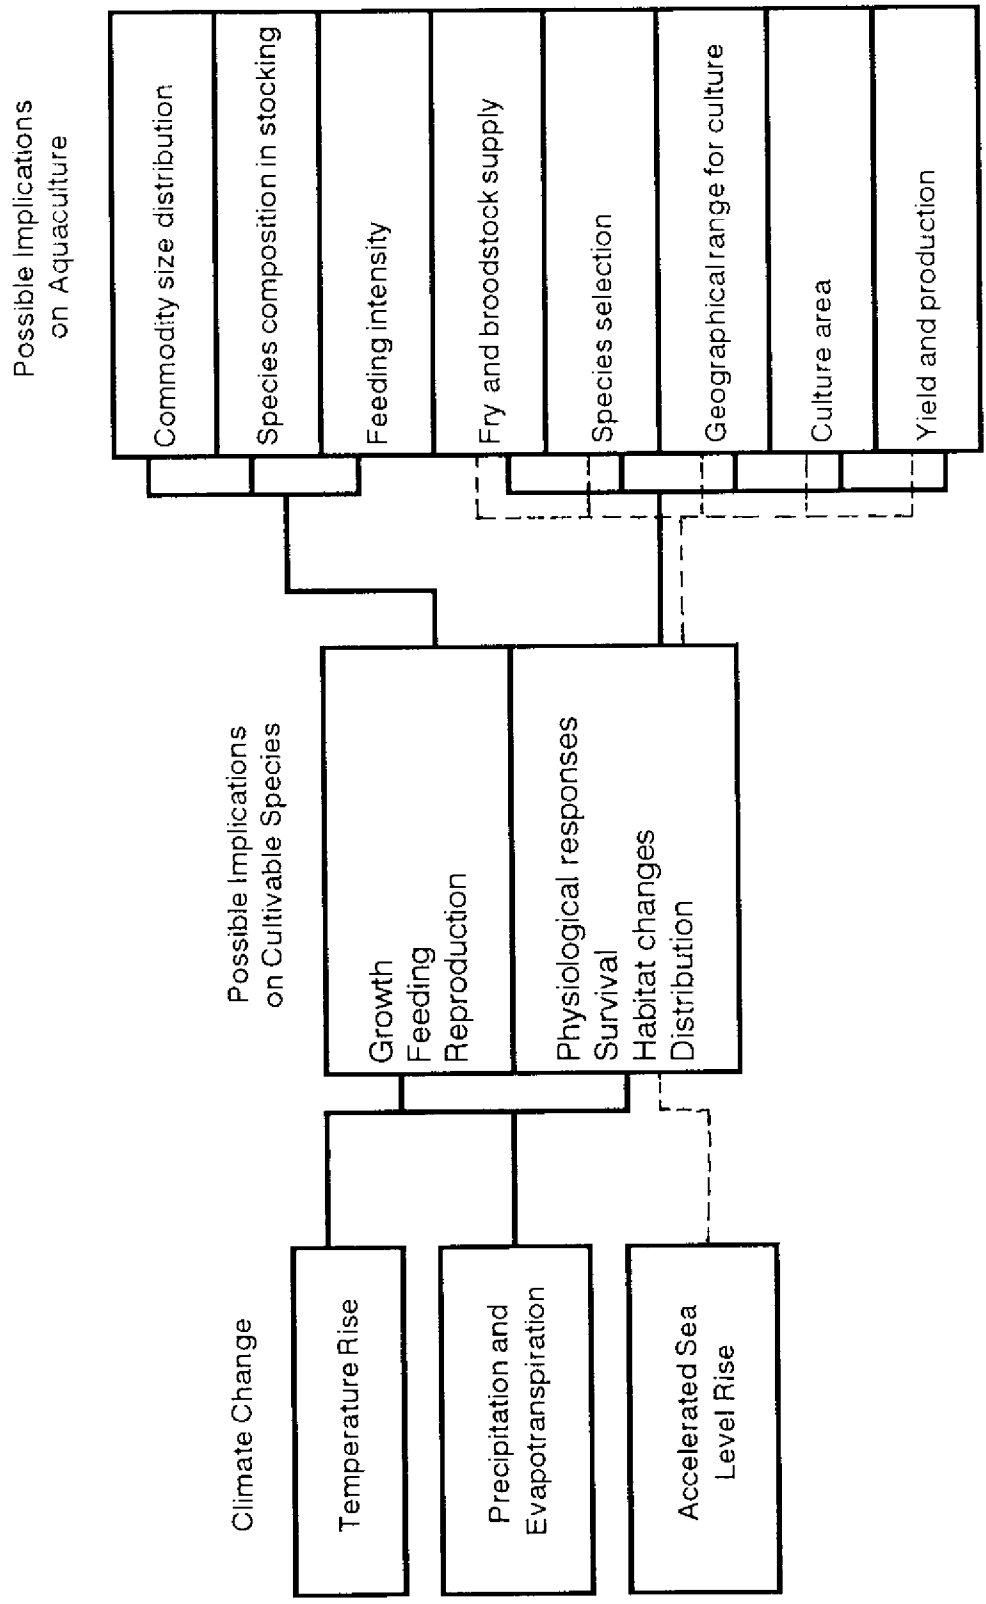 Climate Change
Temperature Rise
Precipitation and
Evapotranspiration
Accelerated Sea
Level Rise
Possible Implications
on Cultivable Species
Growth
Feeding
Reproduction
Physiological responses
Survival
Habitat changes
Distribution
Possible Implications
on Aquaculture
Commodity size distribution
Species composition in stocking
Feeding intensity
Fry and broodstock supply
Species selection
Geographical range for culture
Culture area
Yield and production